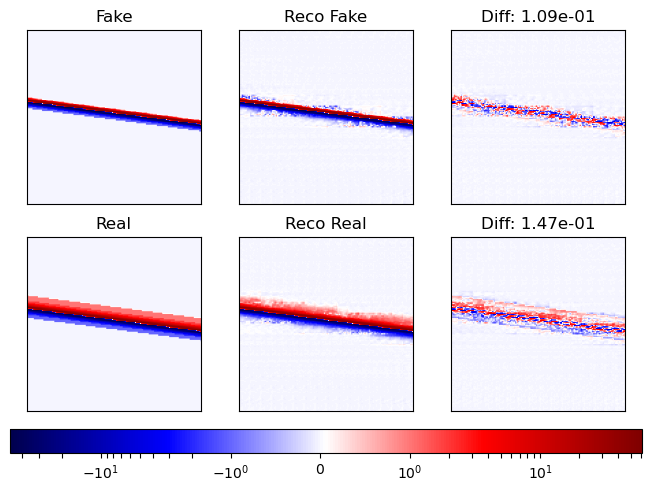 Fake Reco Fake Diff: 1.09e-01
Real Reco Real Diff: 1.47e-01
−10¹ −10⁰ 0 10⁰ 10¹